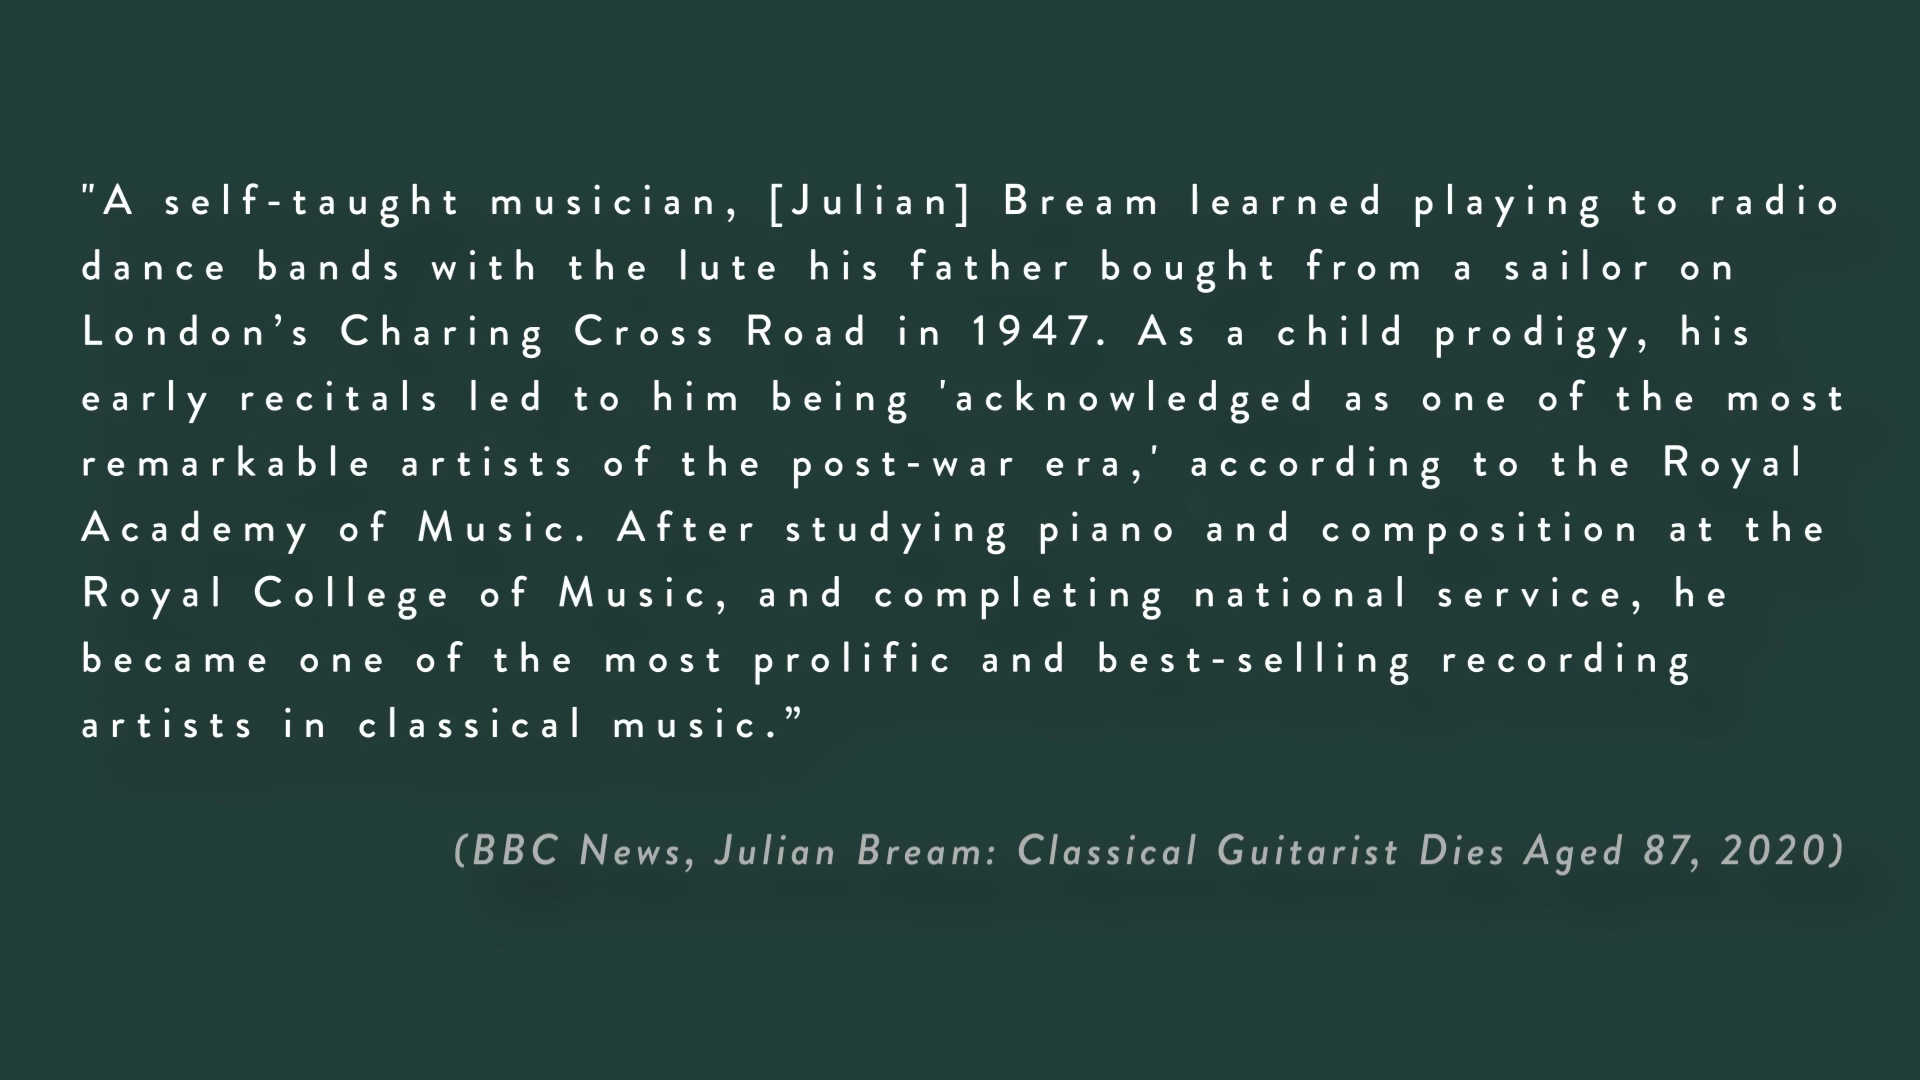 "A self-taught musician, [Julian] Bream learned playing to radio
dance bands with the lute his father bought from a sailor on
London’s Charing Cross Road in 1947. As a child prodigy, his
early recitals led to him being 'acknowledged as one of the most
remarkable artists of the post-war era,' according to the Royal
Academy of Music. After studying piano and composition at the
Royal College of Music, and completing national service, he
became one of the most prolific and best-selling recording
artists in classical music.”
(BBC News, Julian Bream: Classical Guitarist Dies Aged 87, 2020)